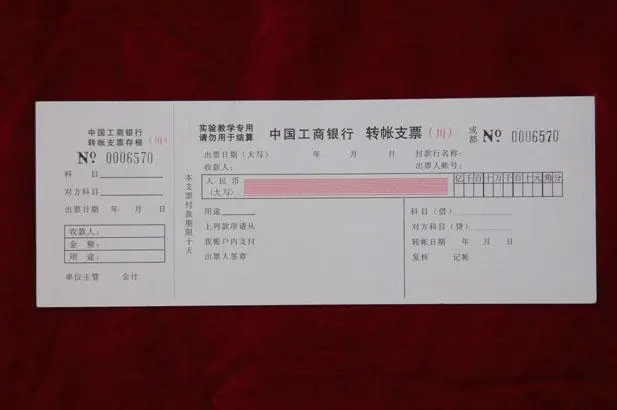 中国工商银行
转帐支票存根（川）
№ 0006570
科 目
对方科目
出票日期 年 月 日
收款人：
金 额：
用 途：
单位主管 会计
本支票付款期限十天
实验教学专用
请勿用于结算
中国工商银行 转帐支票（川）
成都 № 0006570
出票日期（大写） 年 月 日 付款行名称：
收款人： 出票人帐号：
人民币
（大写）
亿千百十万千百十元角分
用途
上列款项请从
我帐户内支付
出票人签章
科目（借）
对方科目（贷）
转帐日期 年 月 日
复核 记帐